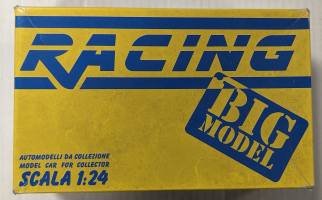 RACING
BIG
MODEL
AUTOMODELLI DA COLLEZIONE
MODEL CAR FOR COLLECTOR
SCALA 1:24